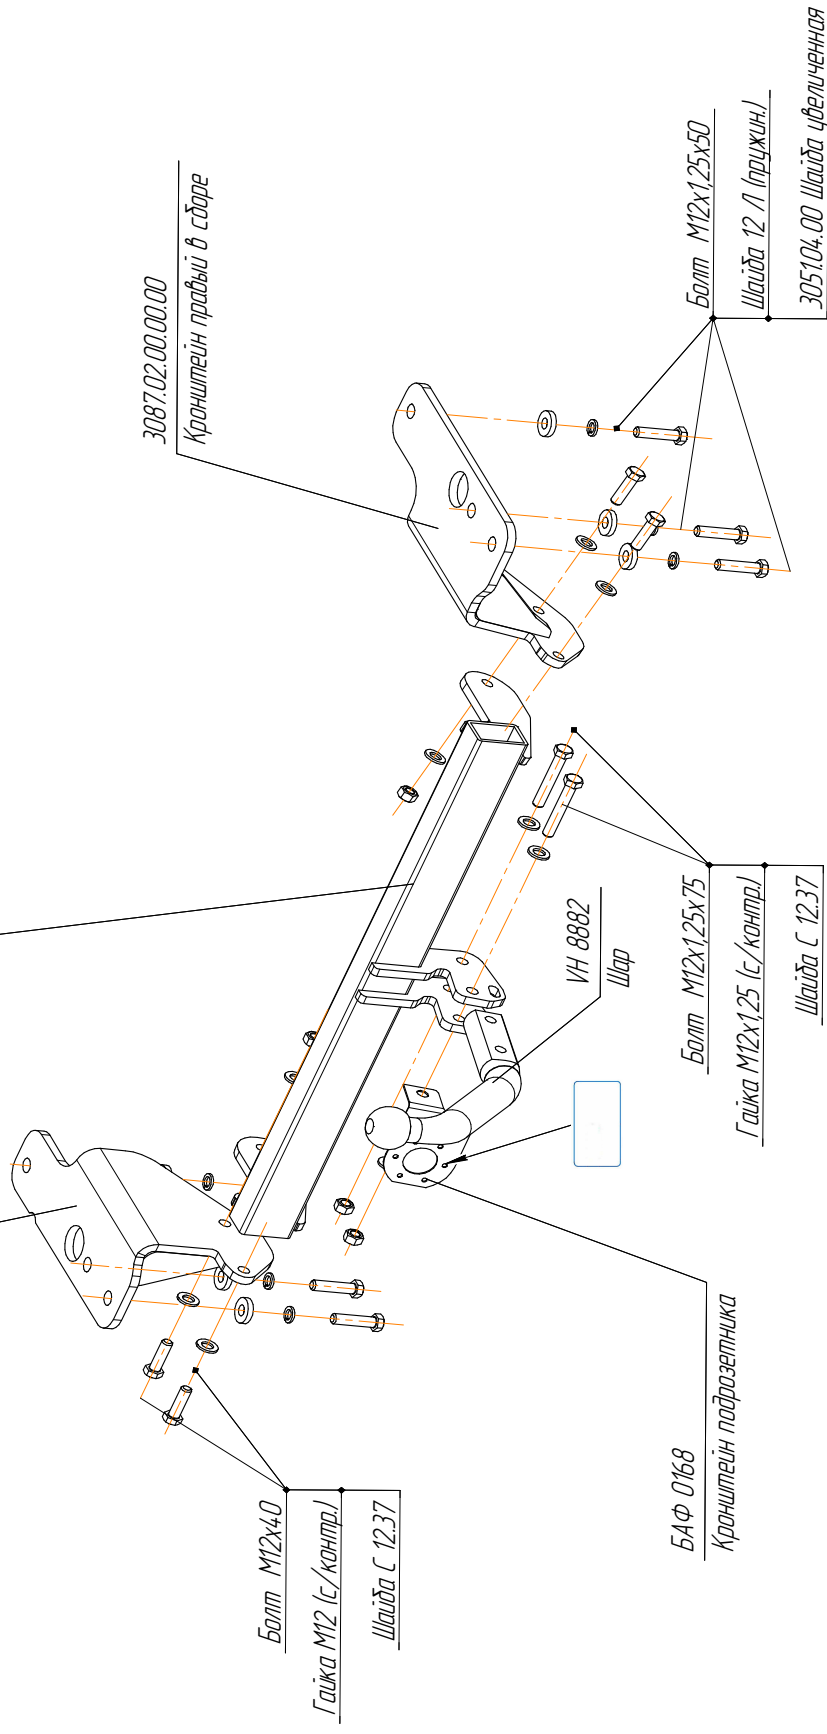 3087.02.00.00.00
Кронштейн правый в сборе
Болт М12х1,25х50
Шайба 12 Л (пружин.)
3051.04.00 Шайба увеличенная
VH 8882
Шар
Болт М12х1,25х75
Гайка М12х1,25 (с/контр.)
Шайба С 12.37
БАФ 0168
Кронштейн подрозетника
Болт М12х40
Гайка М12 (с/контр.)
Шайба С 12.37